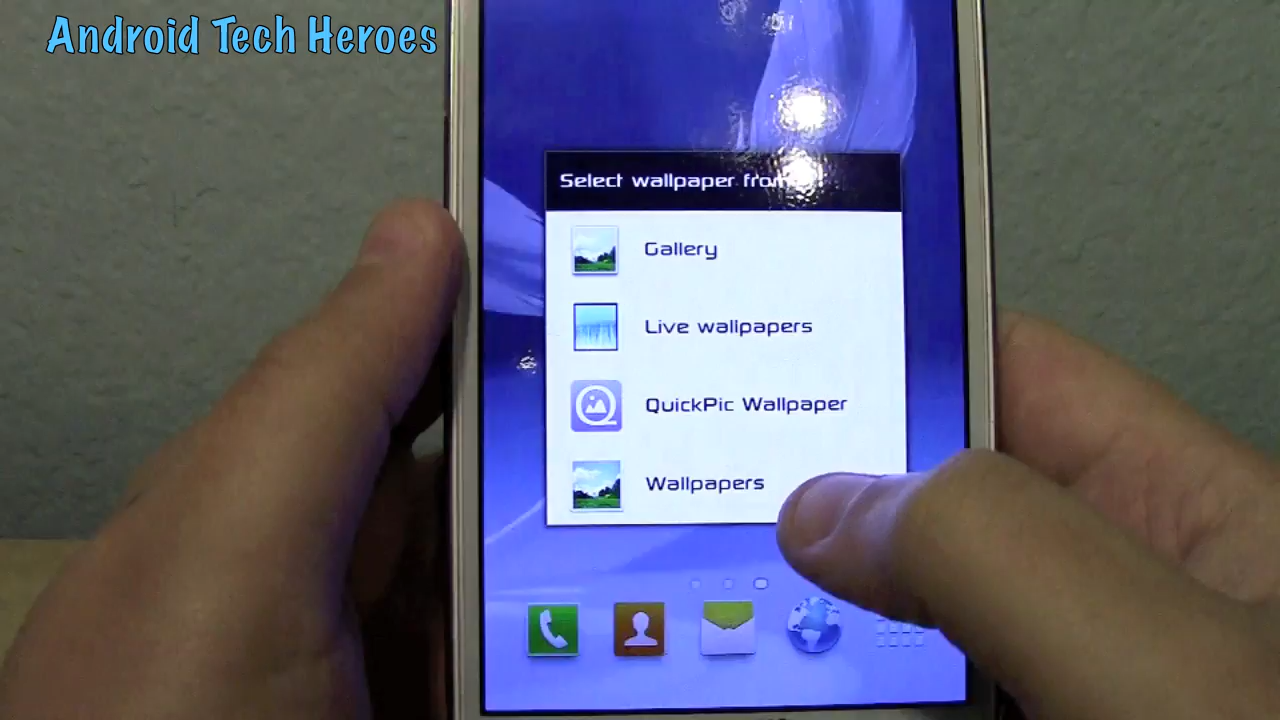 Android Tech Heroes
Select wallpaper from
Gallery
Live wallpapers
QuickPic Wallpaper
Wallpapers